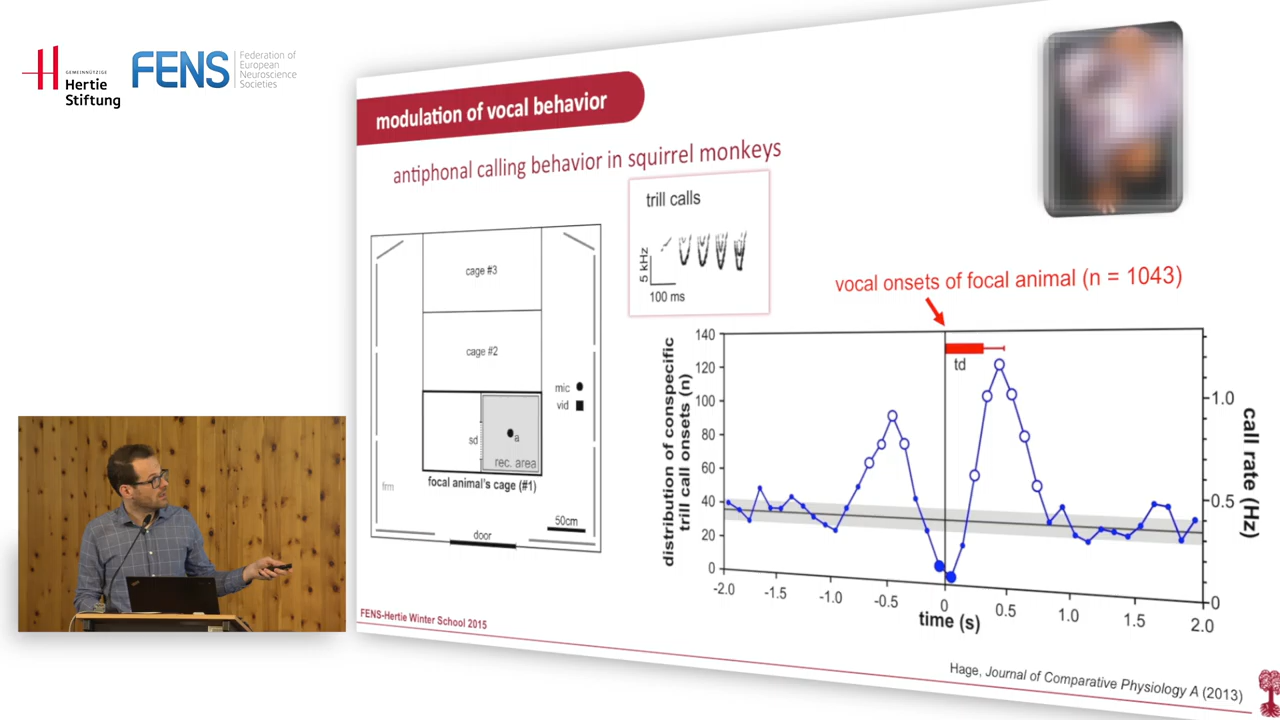 GEMEINNÜTZIGE
Hertie
Stiftung
FENS
Federation of
European
Neuroscience
Societies
modulation of vocal behavior
antiphonal calling behavior in squirrel monkeys
trill calls
5 kHz
100 ms
cage #3
cage #2
mic
vid
sd
a
rec. area
focal animal's cage (#1)
frm
50cm
door
vocal onsets of focal animal (n = 1043)
td
distribution of conspecific
trill call onsets (n)
140
120
100
80
60
40
20
0
-2.0
-1.5
-1.0
-0.5
0
0.5
1.0
1.5
2.0
time (s)
1.0
0.5
0
call rate (Hz)
FENS-Hertie Winter School 2015
Hage, Journal of Comparative Physiology A (2013)